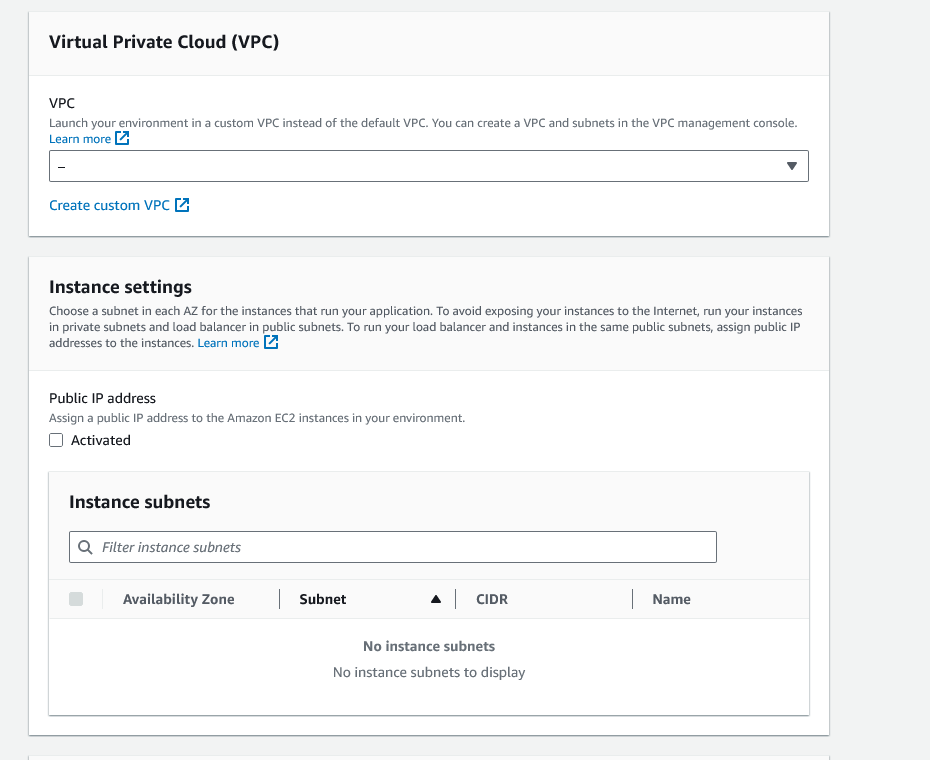 Virtual Private Cloud (VPC)
VPC
Launch your environment in a custom VPC instead of the default VPC. You can create a VPC and subnets in the VPC management console.
Learn more
–
Create custom VPC
Instance settings
Choose a subnet in each AZ for the instances that run your application. To avoid exposing your instances to the Internet, run your instances
in private subnets and load balancer in public subnets. To run your load balancer and instances in the same public subnets, assign public IP
addresses to the instances. Learn more
Public IP address
Assign a public IP address to the Amazon EC2 instances in your environment.
Activated
Instance subnets
Filter instance subnets
Availability Zone Subnet CIDR Name
No instance subnets
No instance subnets to display